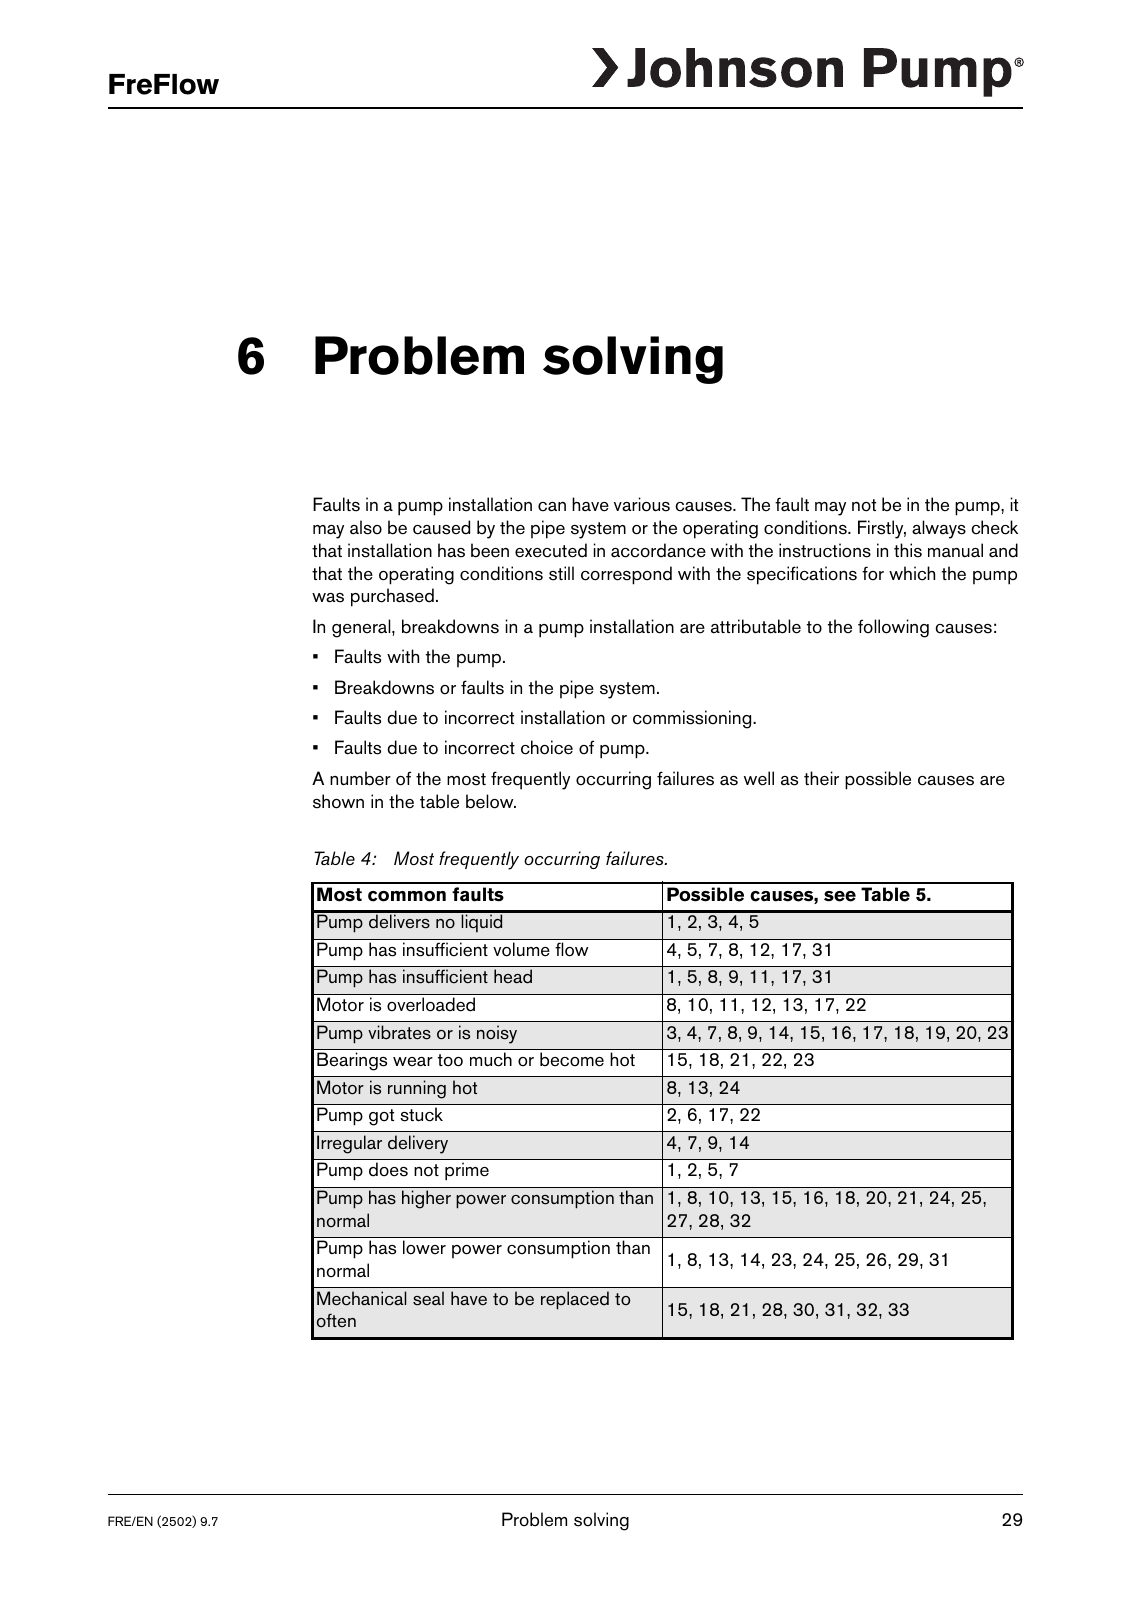 FreFlow
Johnson Pump®
6 Problem solving
Faults in a pump installation can have various causes. The fault may not be in the pump, it
may also be caused by the pipe system or the operating conditions. Firstly, always check
that installation has been executed in accordance with the instructions in this manual and
that the operating conditions still correspond with the specifications for which the pump
was purchased.
In general, breakdowns in a pump installation are attributable to the following causes:
▪ Faults with the pump.
▪ Breakdowns or faults in the pipe system.
▪ Faults due to incorrect installation or commissioning.
▪ Faults due to incorrect choice of pump.
A number of the most frequently occurring failures as well as their possible causes are
shown in the table below.
Table 4: Most frequently occurring failures.
Most common faults Possible causes, see Table 5.
Pump delivers no liquid 1, 2, 3, 4, 5
Pump has insufficient volume flow 4, 5, 7, 8, 12, 17, 31
Pump has insufficient head 1, 5, 8, 9, 11, 17, 31
Motor is overloaded 8, 10, 11, 12, 13, 17, 22
Pump vibrates or is noisy 3, 4, 7, 8, 9, 14, 15, 16, 17, 18, 19, 20, 23
Bearings wear too much or become hot 15, 18, 21, 22, 23
Motor is running hot 8, 13, 24
Pump got stuck 2, 6, 17, 22
Irregular delivery 4, 7, 9, 14
Pump does not prime 1, 2, 5, 7
Pump has higher power consumption than 1, 8, 10, 13, 15, 16, 18, 20, 21, 24, 25,
normal 27, 28, 32
Pump has lower power consumption than
normal 1, 8, 13, 14, 23, 24, 25, 26, 29, 31
Mechanical seal have to be replaced to
often 15, 18, 21, 28, 30, 31, 32, 33
FRE/EN (2502) 9.7 Problem solving 29